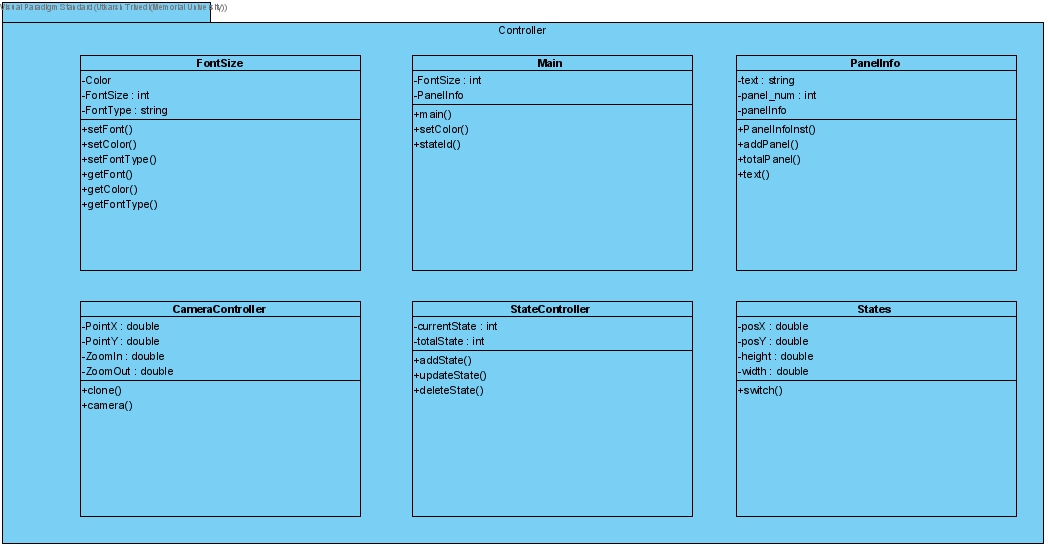 Visual Paradigm Standard (Utkarsh Trivedi(Memorial University))
Controller
FontSize
-Color
-FontSize : int
-FontType : string
+setFont()
+setColor()
+setFontType()
+getFont()
+getColor()
+getFontType()
Main
-FontSize : int
-PanelInfo
+main()
+setColor()
+stateId()
PanelInfo
-text : string
-panel_num : int
-panelInfo
+PanelInfoInst()
+addPanel()
+totalPanel()
+text()
CameraController
-PointX : double
-PointY : double
-ZoomIn : double
-ZoomOut : double
+clone()
+camera()
StateController
-currentState : int
-totalState : int
+addState()
+updateState()
+deleteState()
States
-posX : double
-posY : double
-height : double
-width : double
+switch()